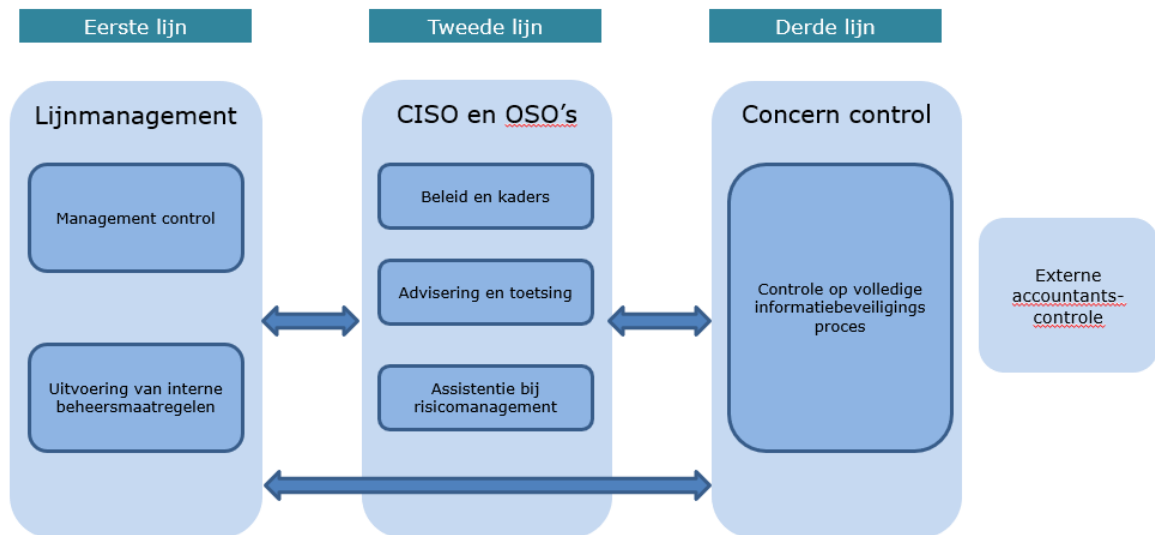 Eerste lijn
Tweede lijn
Derde lijn
Lijnmanagement
Management control
Uitvoering van interne
beheersmaatregelen
CISO en OSO's
Beleid en kaders
Advisering en toetsing
Assistentie bij
risicomanagement
Concern control
Controle op volledige
informatiebeveiligings
proces
Externe
accountants-
controle